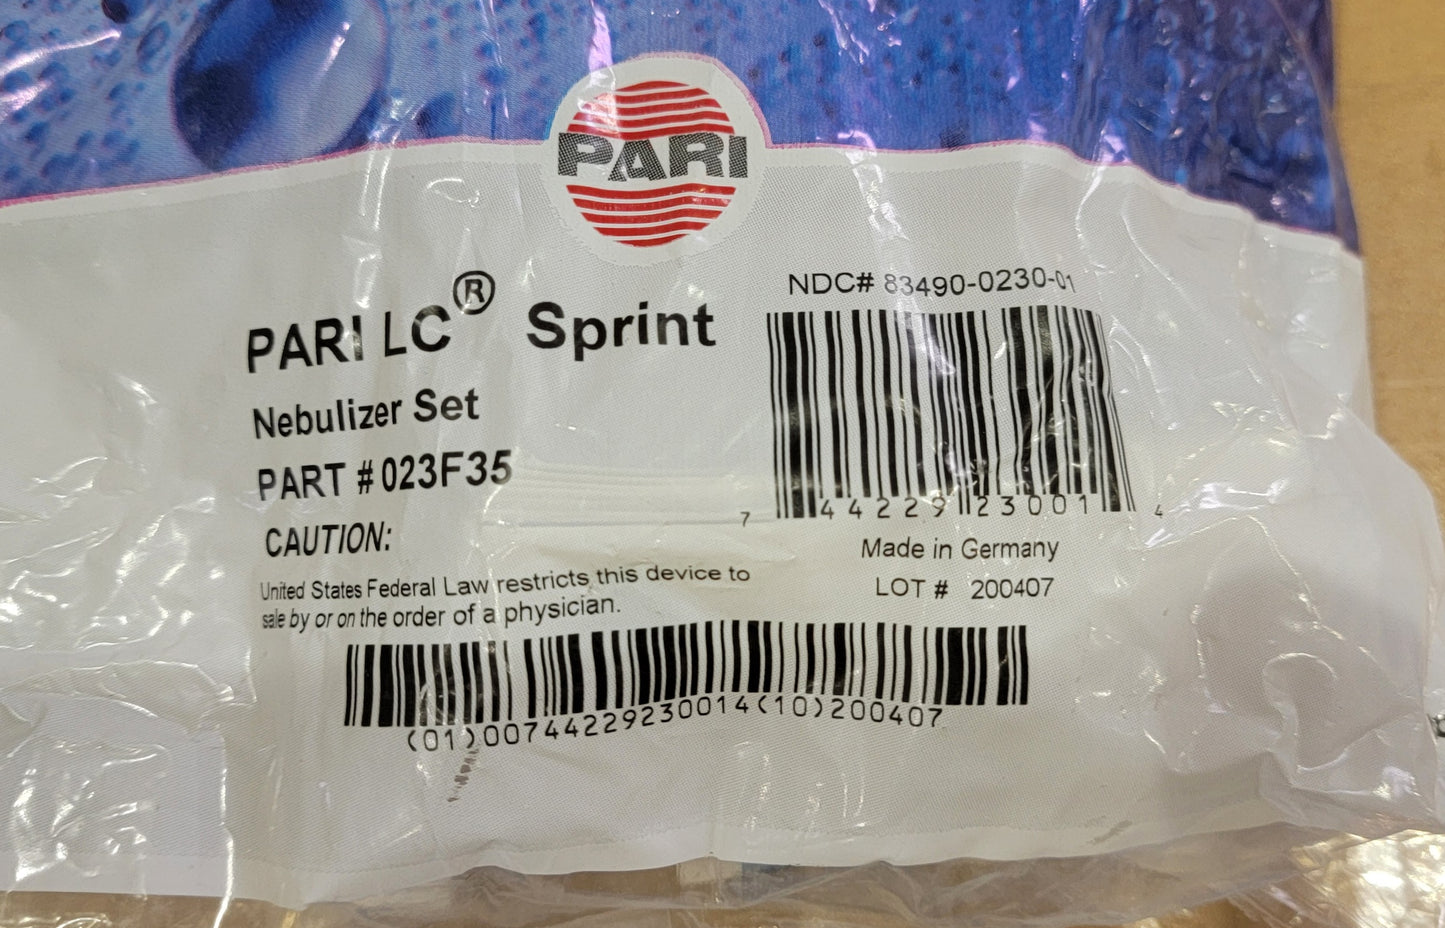 PARI
PARI LC® Sprint
Nebulizer Set
PART #023F35
CAUTION:
United States Federal Law restricts this device to
sale by or on the order of a physician.
NDC# 83490-0230-01
7 44229 23001 4
Made in Germany
LOT # 200407
(01)00744229230014(10)200407